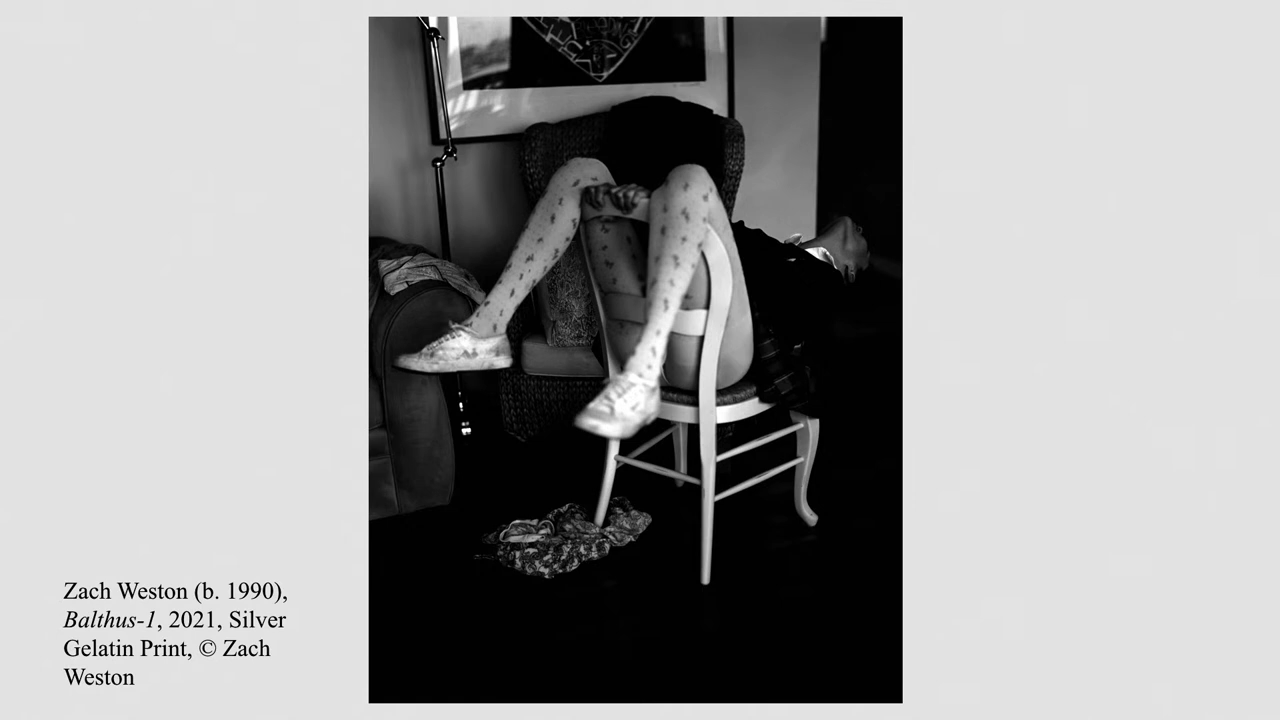 Zach Weston (b. 1990),
Balthus-1, 2021, Silver
Gelatin Print, © Zach
Weston